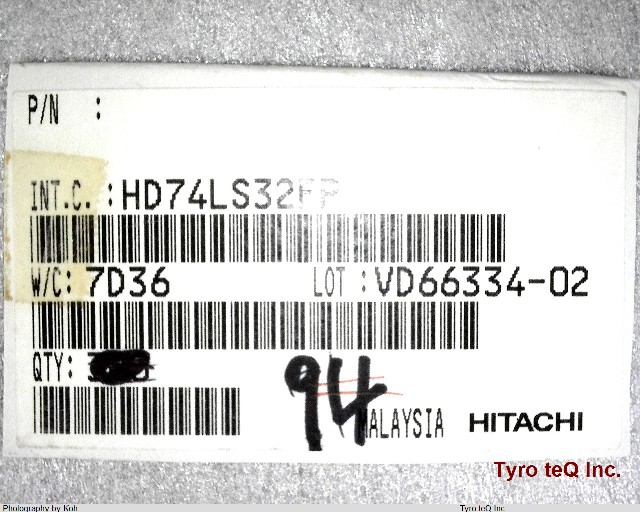 P/N :
INT.C. :HD74LS32FP
W/C: 7D36 LOT :VD66334-02
QTY:
94
MALAYSIA HITACHI
Tyro teQ Inc.
Photography by Koh Tyro teQ Inc